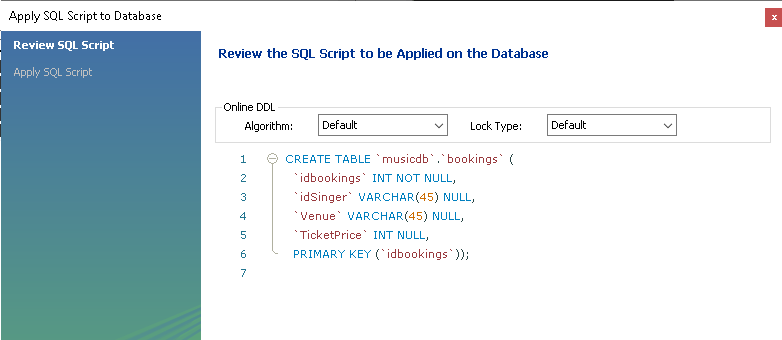 Apply SQL Script to Database
x
Review SQL Script
Apply SQL Script
Review the SQL Script to be Applied on the Database
Online DDL
Algorithm: Default Lock Type: Default
1 CREATE TABLE `musicdb`.`bookings` (
2 `idbookings` INT NOT NULL,
3 `idSinger` VARCHAR(45) NULL,
4 `Venue` VARCHAR(45) NULL,
5 `TicketPrice` INT NULL,
6 PRIMARY KEY (`idbookings`));
7